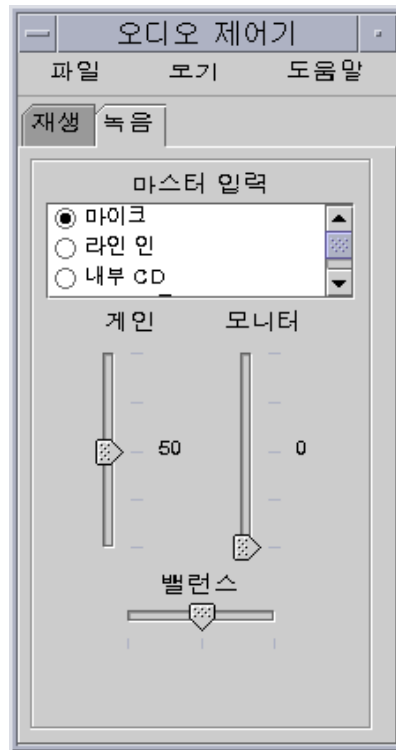 오디오 제어기
파일 보기 도움말
재생 녹음
마스터 입력
마이크
라인 인
내부 CD
게인 모니터
50 0
밸런스